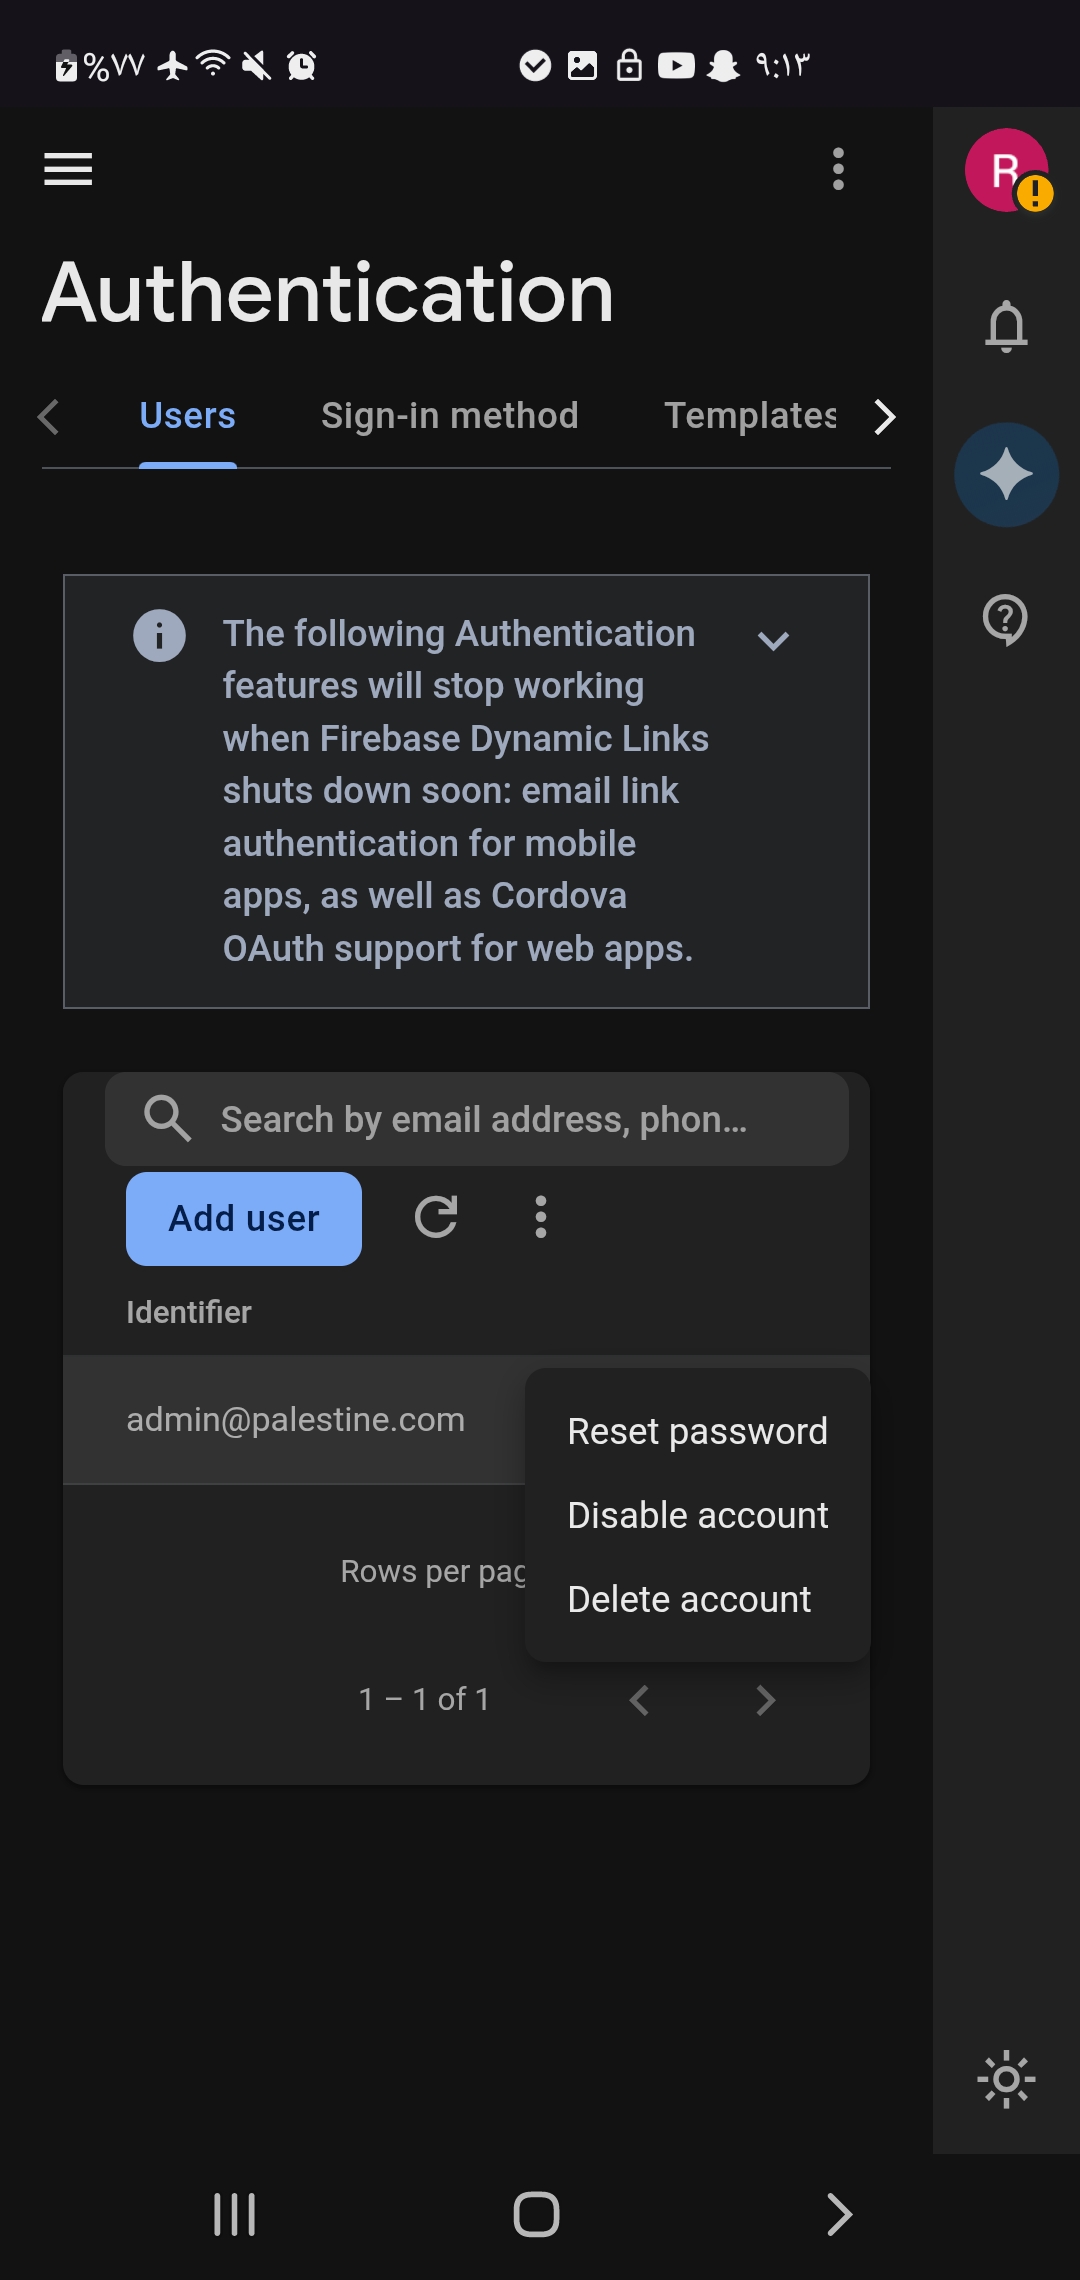 %٧٧
٩:١٣
R
Authentication
Users
Sign-in method
Templates
The following Authentication
features will stop working
when Firebase Dynamic Links
shuts down soon: email link
authentication for mobile
apps, as well as Cordova
OAuth support for web apps.
Search by email address, phon...
Add user
Identifier
admin@palestine.com
Reset password
Disable account
Delete account
Rows per pag
1 – 1 of 1